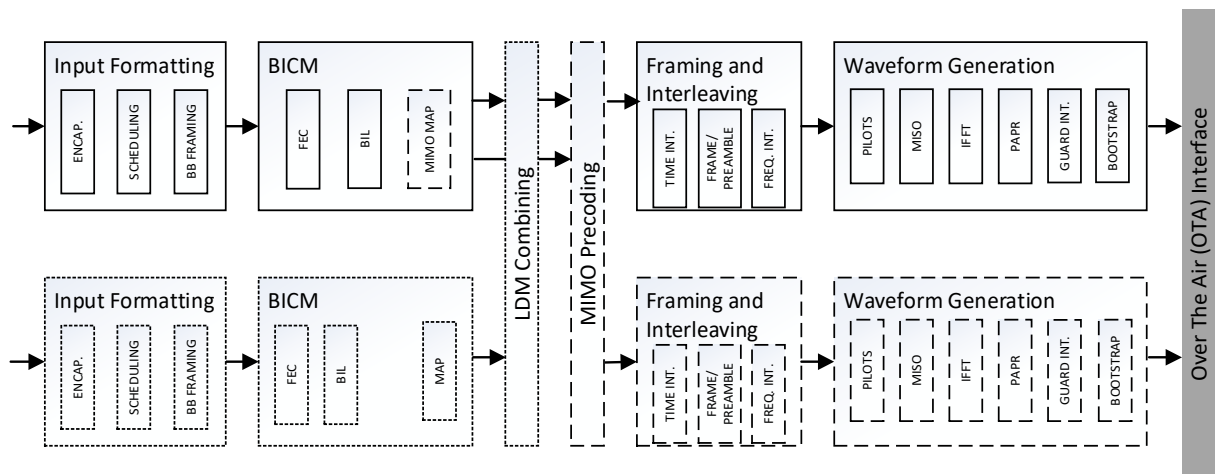 Input Formatting
ENCAP.
SCHEDULING
BB FRAMING
BICM
FEC
BIL
MIMO MAP
LDM Combining
MIMO Precoding
Framing and
Interleaving
TIME INT.
FRAME/
PREAMBLE
FREQ. INT.
Waveform Generation
PILOTS
MISO
IFFT
PAPR
GUARD INT.
BOOTSTRAP
Over The Air (OTA) Interface
Input Formatting
ENCAP.
SCHEDULING
BB FRAMING
BICM
FEC
BIL
MAP
Framing and
Interleaving
TIME INT.
FRAME/
PREAMBLE
FREQ. INT.
Waveform Generation
PILOTS
MISO
IFFT
PAPR
GUARD INT.
BOOTSTRAP